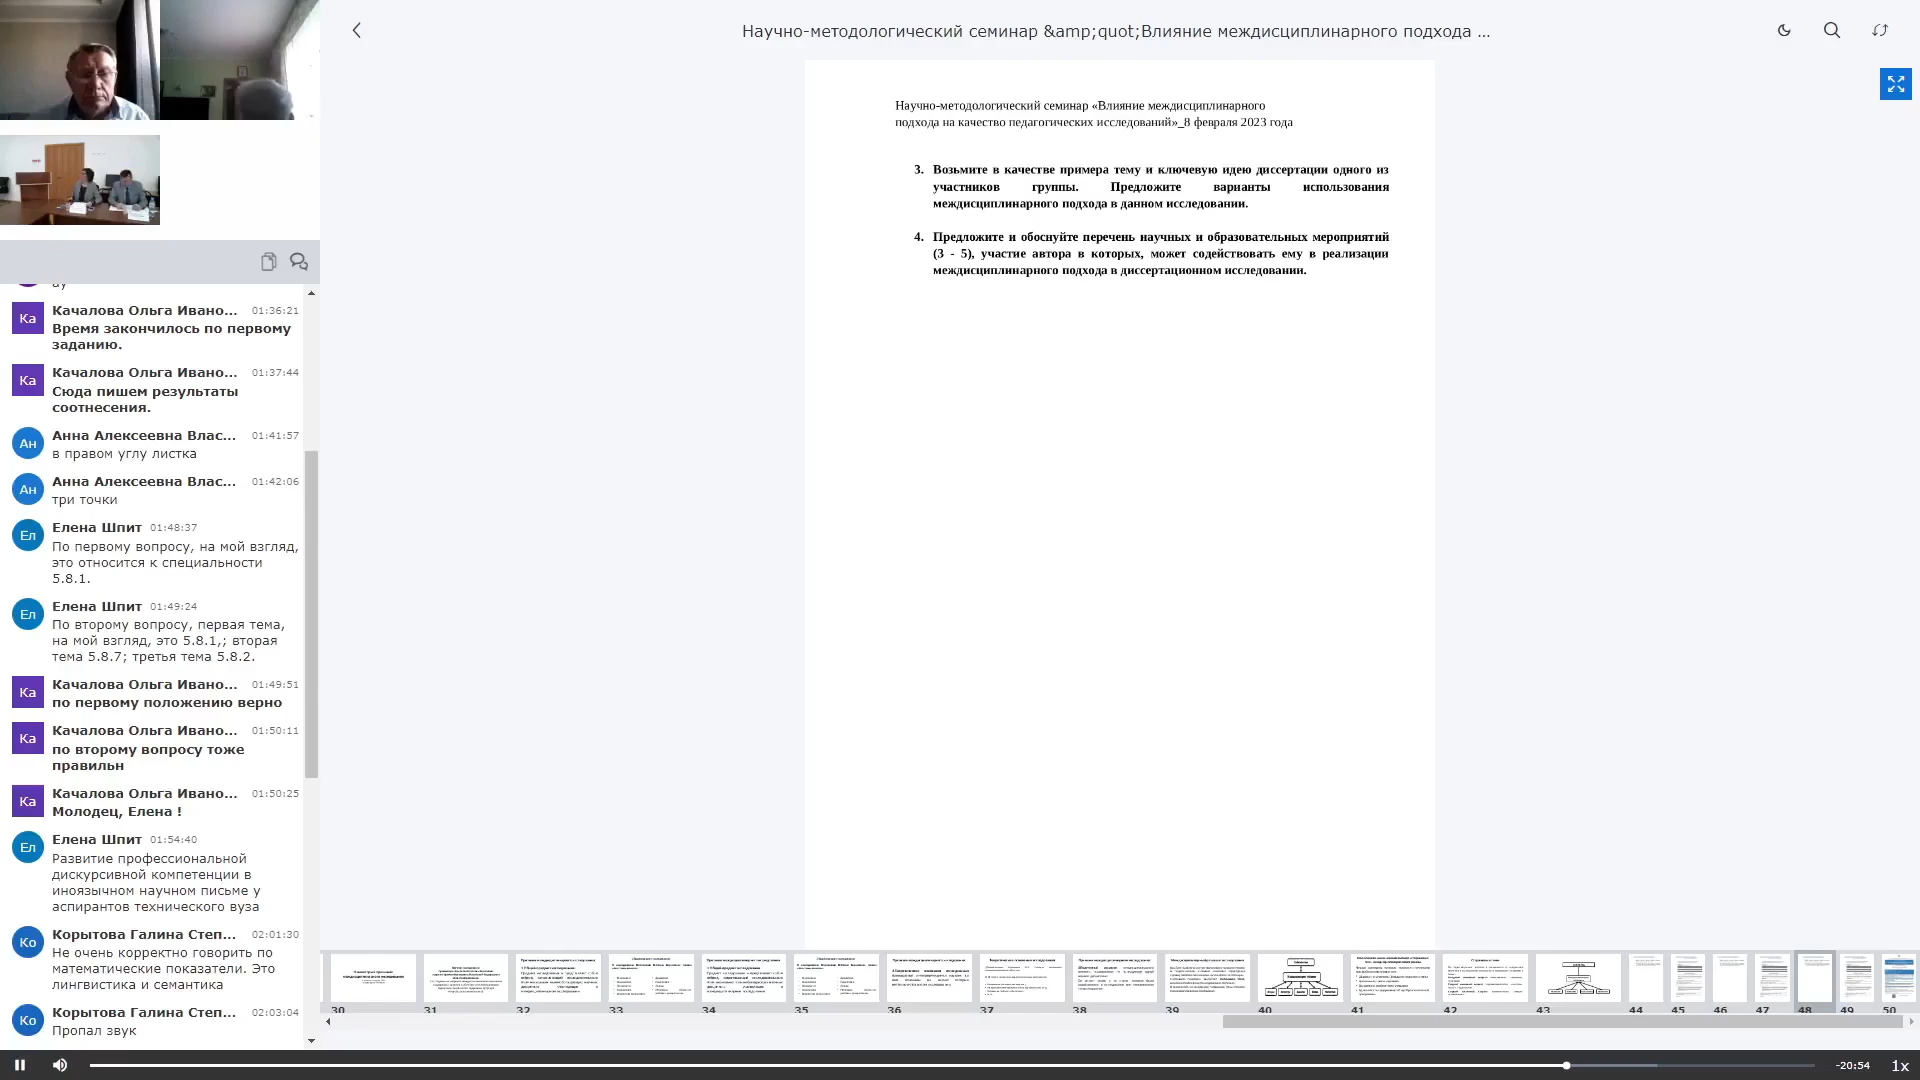 Научно-методологический семинар &amp;quot;Влияние междисциплинарного подхода ...
Научно-методологический семинар «Влияние междисциплинарного
подхода на качество педагогических исследований»_8 февраля 2023 года
3. Возьмите в качестве примера тему и ключевую идею диссертации одного из
участников группы. Предложите варианты использования
междисциплинарного подхода в данном исследовании.
4. Предложите и обоснуйте перечень научных и образовательных мероприятий
(3 - 5), участие автора в которых, может содействовать ему в реализации
междисциплинарного подхода в диссертационном исследовании.
Ка
Качалова Ольга Ивано... 01:36:21
Время закончилось по первому
заданию.
Ка
Качалова Ольга Ивано... 01:37:44
Сюда пишем результаты
соотнесения.
Ан
Анна Алексеевна Влас... 01:41:57
в правом углу листка
Ан
Анна Алексеевна Влас... 01:42:06
три точки
Ел
Елена Шпит 01:48:37
По первому вопросу, на мой взгляд,
это относится к специальности
5.8.1.
Ел
Елена Шпит 01:49:24
По второму вопросу, первая тема,
на мой взгляд, это 5.8.1,; вторая
тема 5.8.7; третья тема 5.8.2.
Ка
Качалова Ольга Ивано... 01:49:51
по первому положению верно
Ка
Качалова Ольга Ивано... 01:50:11
по второму вопросу тоже
правильн
Ка
Качалова Ольга Ивано... 01:50:25
Молодец, Елена !
Ел
Елена Шпит 01:54:40
Развитие профессиональной
дискурсивной компетенции в
иноязычном научном письме у
аспирантов технического вуза
Ко
Корытова Галина Степ... 02:01:30
Не очень корректно говорить по
математические показатели. Это
лингвистика и семантика
Ко
Корытова Галина Степ... 02:03:04
Пропал звук
30 31 32 33 34 35 36 37 38 39 40 41 42 43 44 45 46 47 48 49 50
-20:54 1x